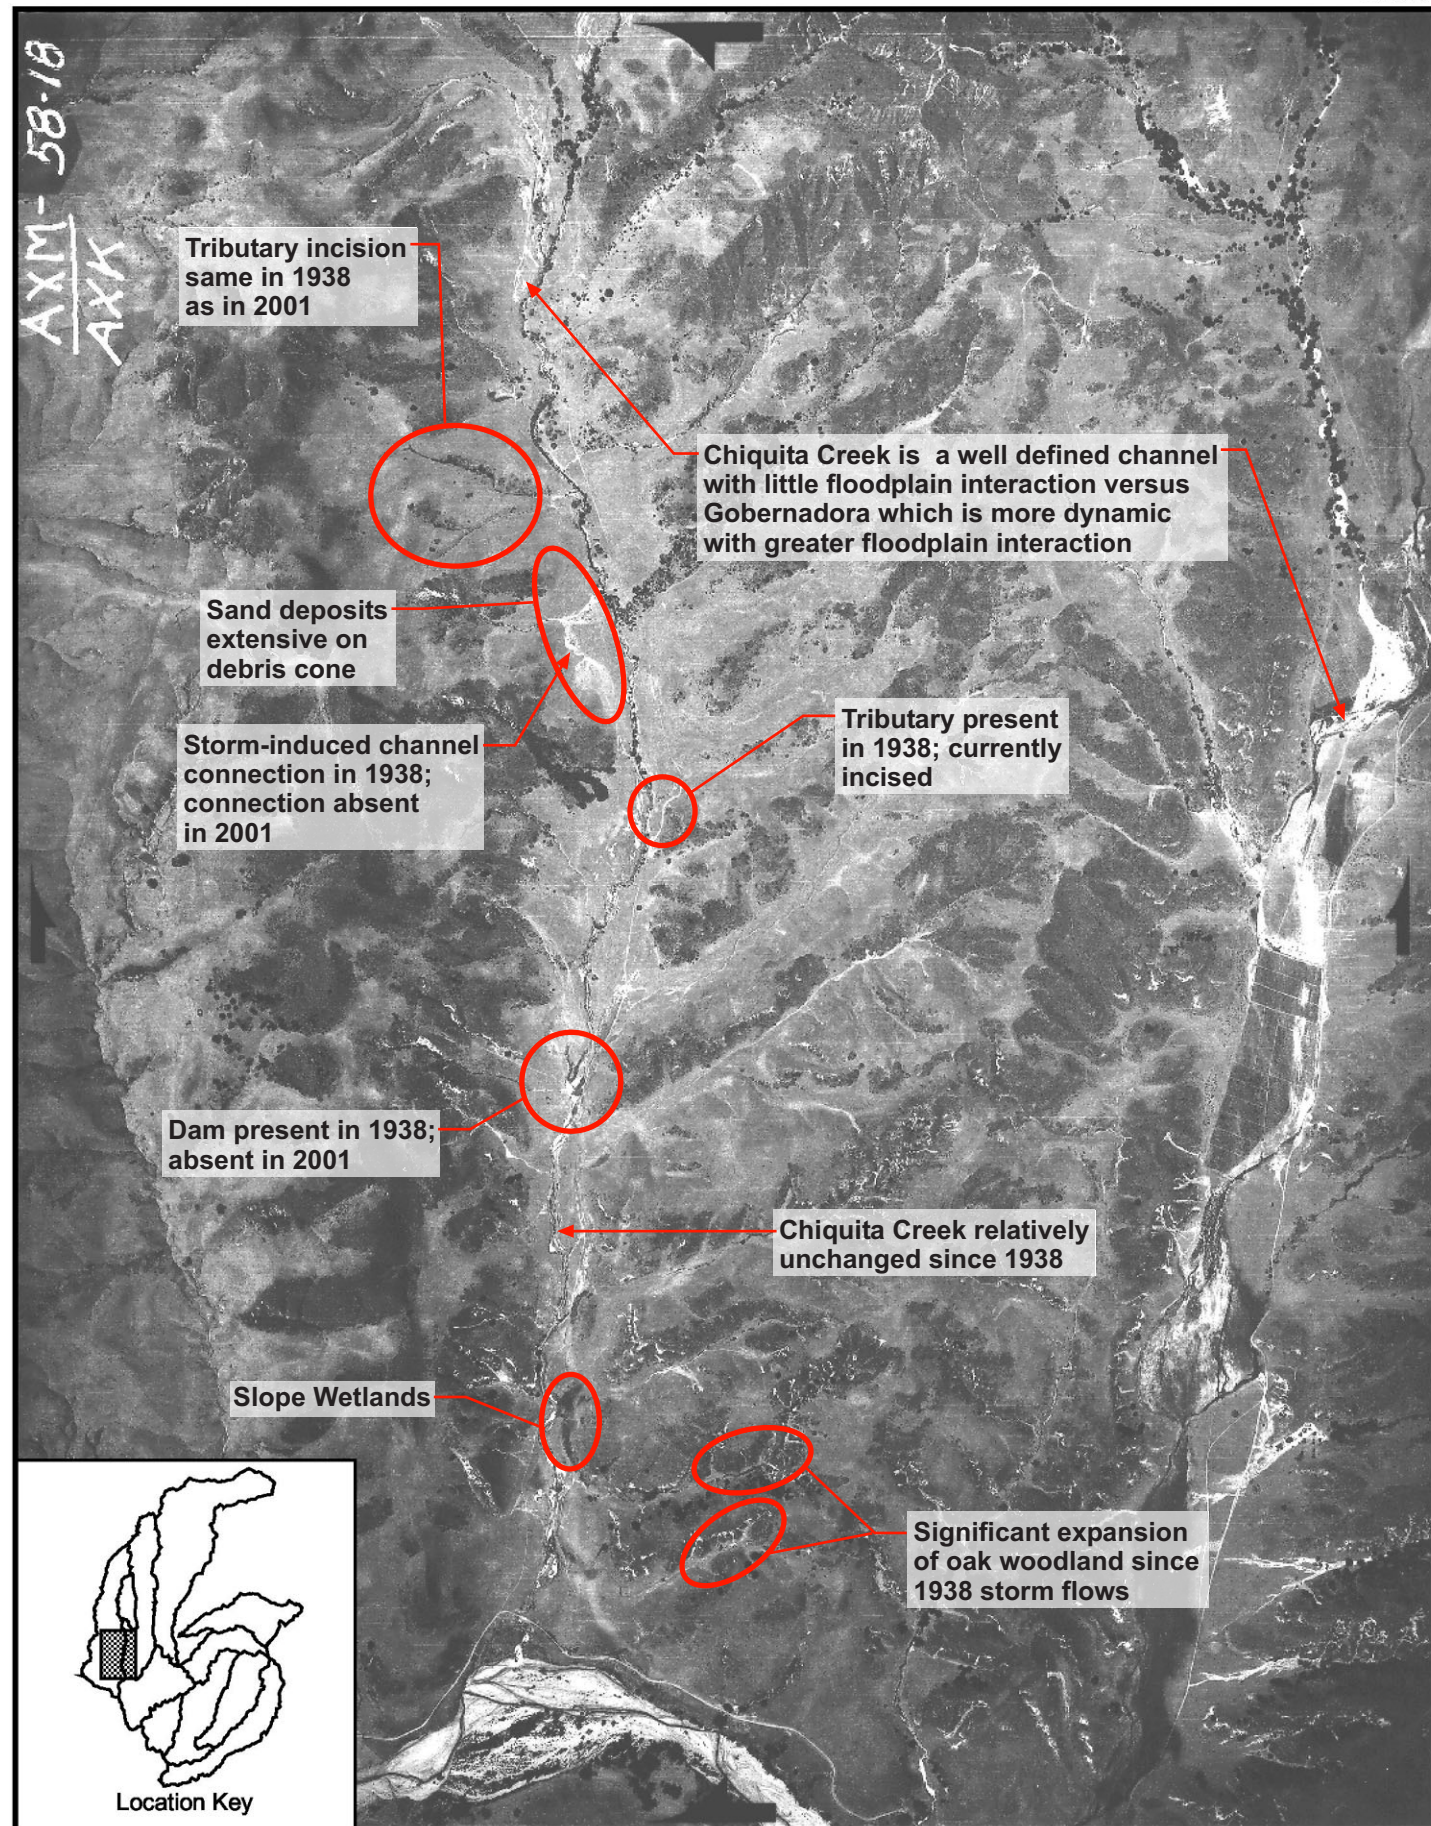 AXM-58-18
AXK
Tributary incision
same in 1938
as in 2001
Chiquita Creek is a well defined channel
with little floodplain interaction versus
Gobernadora which is more dynamic
with greater floodplain interaction
Sand deposits
extensive on
debris cone
Storm-induced channel
connection in 1938;
connection absent
in 2001
Tributary present
in 1938; currently
incised
Dam present in 1938;
absent in 2001
Chiquita Creek relatively
unchanged since 1938
Slope Wetlands
Significant expansion
of oak woodland since
1938 storm flows
Location Key